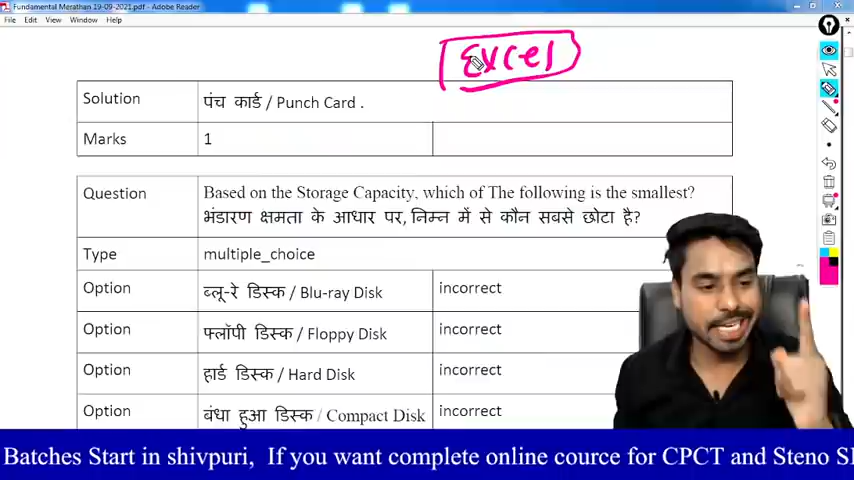 Fundamental Merathan 19-09-2021.pdf - Adobe Reader
File Edit View Window Help
Excel
Solution पंच कार्ड / Punch Card .
Marks 1
Question Based on the Storage Capacity, which of The following is the smallest?
भंडारण क्षमता के आधार पर, निम्न में से कौन सबसे छोटा है?
Type multiple_choice
Option ब्लू-रे डिस्क / Blu-ray Disk incorrect
Option फ्लॉपी डिस्क / Floppy Disk incorrect
Option हार्ड डिस्क / Hard Disk incorrect
Option बंधा हुआ डिस्क / Compact Disk incorrect
Batches Start in shivpuri, If you want complete online cource for CPCT and Steno S